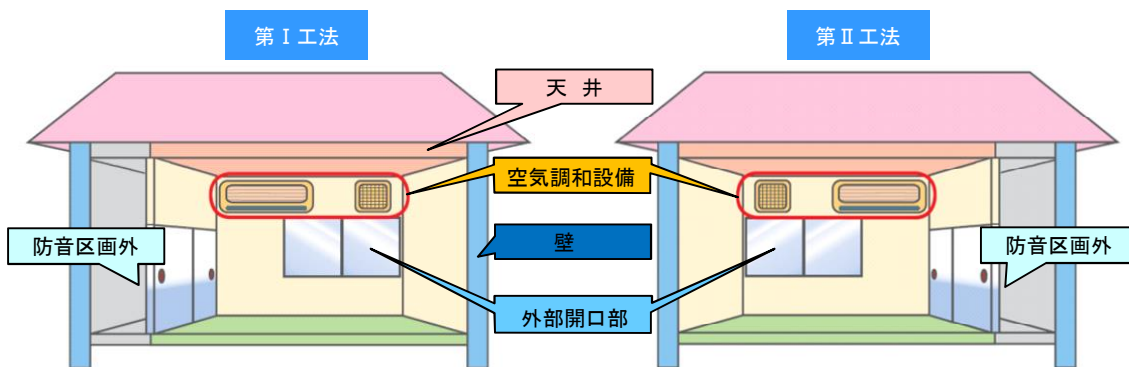 第Ⅰ工法
第Ⅱ工法
天 井
空気調和設備
壁
防音区画外
防音区画外
外部開口部